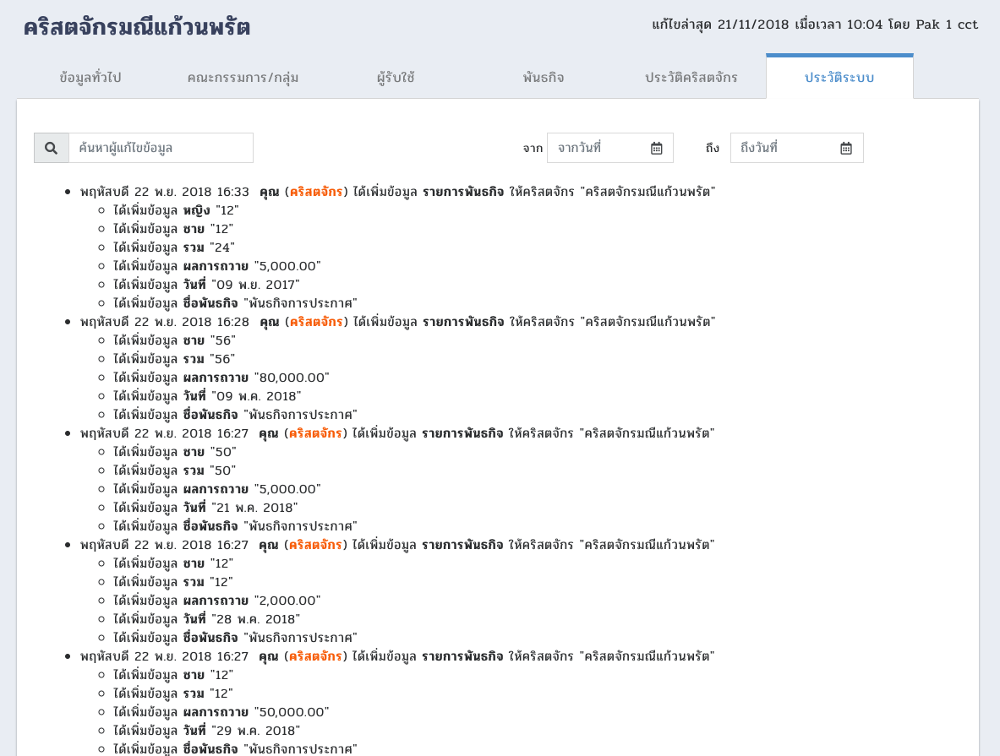 คริสตจักรมณีแก้วนพรัต
แก้ไขล่าสุด 21/11/2018 เมื่อเวลา 10:04 โดย Pak 1 cct
ข้อมูลทั่วไป คณะกรรมการ/กลุ่ม ผู้รับใช้ พันธกิจ ประวัติคริสตจักร ประวัติระบบ
ค้นหาผู้แก้ไขข้อมูล จาก จากวันที่ ถึง ถึงวันที่
พฤหัสบดี 22 พ.ย. 2018 16:33 คุณ (คริสตจักร) ได้เพิ่มข้อมูล รายการพันธกิจ ให้คริสตจักร "คริสตจักรมณีแก้วนพรัต"
ได้เพิ่มข้อมูล หญิง "12"
ได้เพิ่มข้อมูล ชาย "12"
ได้เพิ่มข้อมูล รวม "24"
ได้เพิ่มข้อมูล ผลการถวาย "5,000.00"
ได้เพิ่มข้อมูล วันที่ "09 พ.ย. 2017"
ได้เพิ่มข้อมูล ชื่อพันธกิจ "พันธกิจการประกาศ"
พฤหัสบดี 22 พ.ย. 2018 16:28 คุณ (คริสตจักร) ได้เพิ่มข้อมูล รายการพันธกิจ ให้คริสตจักร "คริสตจักรมณีแก้วนพรัต"
ได้เพิ่มข้อมูล ชาย "56"
ได้เพิ่มข้อมูล รวม "56"
ได้เพิ่มข้อมูล ผลการถวาย "80,000.00"
ได้เพิ่มข้อมูล วันที่ "09 พ.ค. 2018"
ได้เพิ่มข้อมูล ชื่อพันธกิจ "พันธกิจการประกาศ"
พฤหัสบดี 22 พ.ย. 2018 16:27 คุณ (คริสตจักร) ได้เพิ่มข้อมูล รายการพันธกิจ ให้คริสตจักร "คริสตจักรมณีแก้วนพรัต"
ได้เพิ่มข้อมูล ชาย "50"
ได้เพิ่มข้อมูล รวม "50"
ได้เพิ่มข้อมูล ผลการถวาย "5,000.00"
ได้เพิ่มข้อมูล วันที่ "21 พ.ค. 2018"
ได้เพิ่มข้อมูล ชื่อพันธกิจ "พันธกิจการประกาศ"
พฤหัสบดี 22 พ.ย. 2018 16:27 คุณ (คริสตจักร) ได้เพิ่มข้อมูล รายการพันธกิจ ให้คริสตจักร "คริสตจักรมณีแก้วนพรัต"
ได้เพิ่มข้อมูล ชาย "12"
ได้เพิ่มข้อมูล รวม "12"
ได้เพิ่มข้อมูล ผลการถวาย "2,000.00"
ได้เพิ่มข้อมูล วันที่ "28 พ.ค. 2018"
ได้เพิ่มข้อมูล ชื่อพันธกิจ "พันธกิจการประกาศ"
พฤหัสบดี 22 พ.ย. 2018 16:27 คุณ (คริสตจักร) ได้เพิ่มข้อมูล รายการพันธกิจ ให้คริสตจักร "คริสตจักรมณีแก้วนพรัต"
ได้เพิ่มข้อมูล ชาย "12"
ได้เพิ่มข้อมูล รวม "12"
ได้เพิ่มข้อมูล ผลการถวาย "50,000.00"
ได้เพิ่มข้อมูล วันที่ "29 พ.ค. 2018"
ได้เพิ่มข้อมูล ชื่อพันธกิจ "พันธกิจการประกาศ"